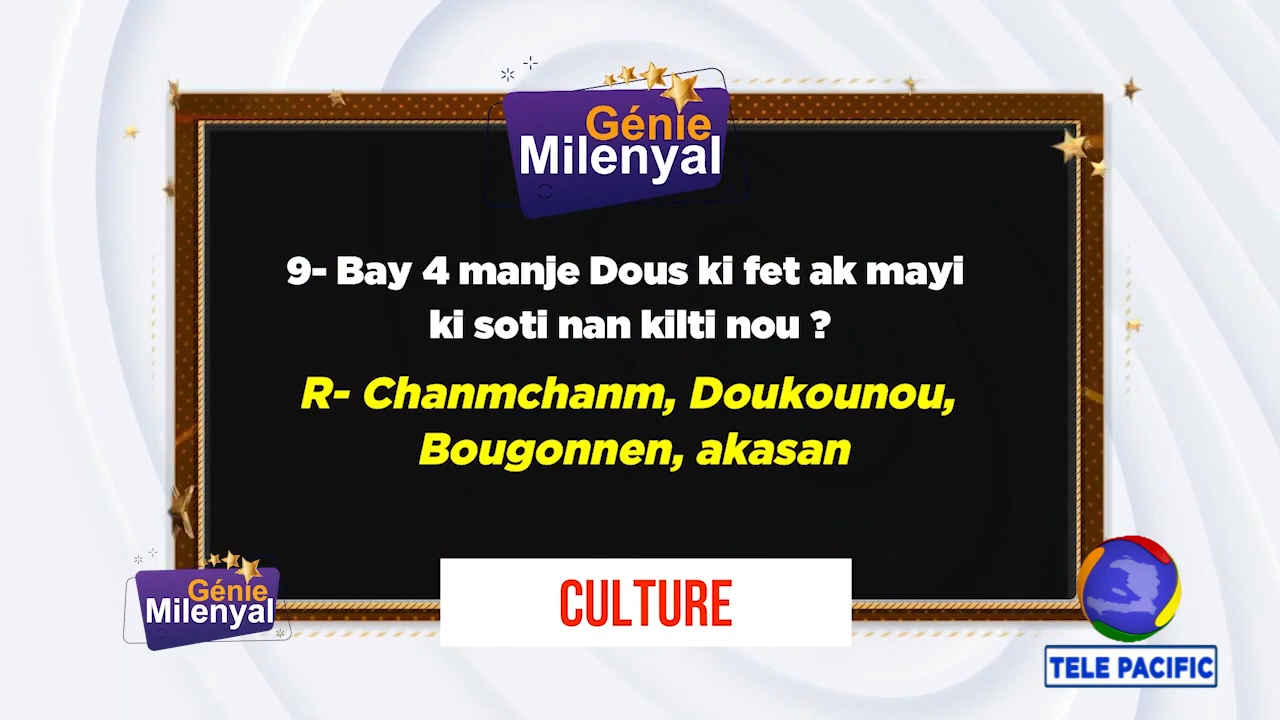 Génie
Milenyal
9- Bay 4 manje Dous ki fet ak mayi
ki soti nan kilti nou ?
R- Chanmchanm, Doukounou,
Bougonnen, akasan
CULTURE
Génie
Milenyal
TELE PACIFIC